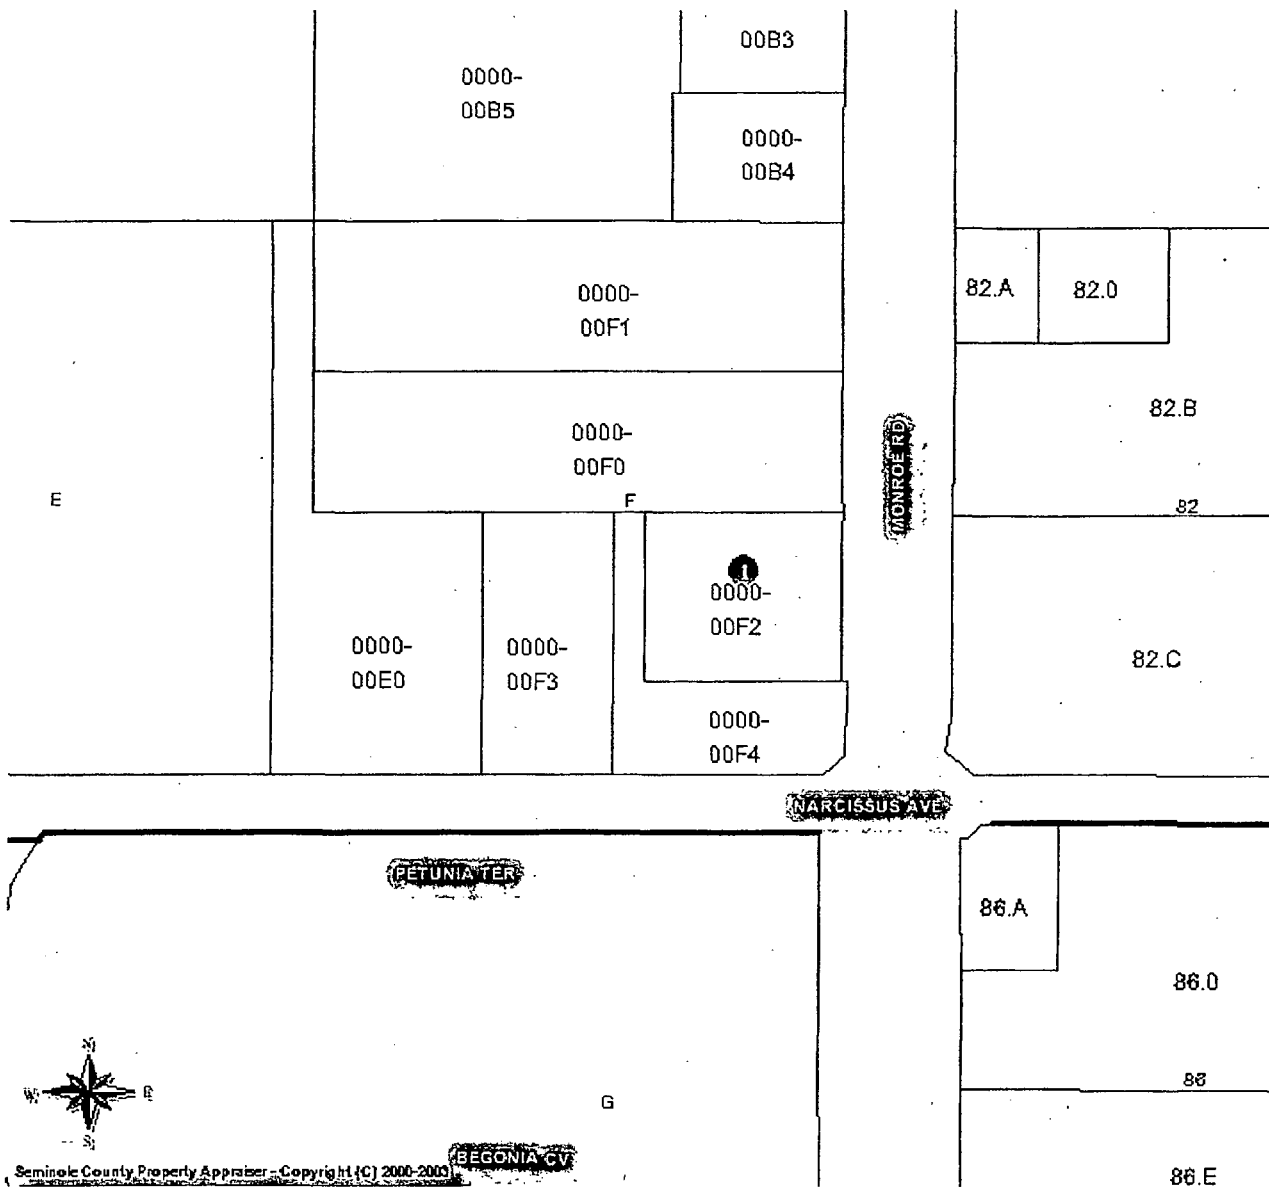 00B3
0000-
00B5
0000-
00B4
0000-
00F1
82.A
82.0
82.B
0000-
00F0
MONROE RD
E
F
82
i
0000-
00F2
0000-
00E0
0000-
00F3
82.C
0000-
00F4
NARCISSUS AVE
PETUNIA TER
86.A
86.0
N
W
E
S
86
G
BEGONIA CV
Seminole County Property Appraiser - Copyright (C) 2000-2003
86.E